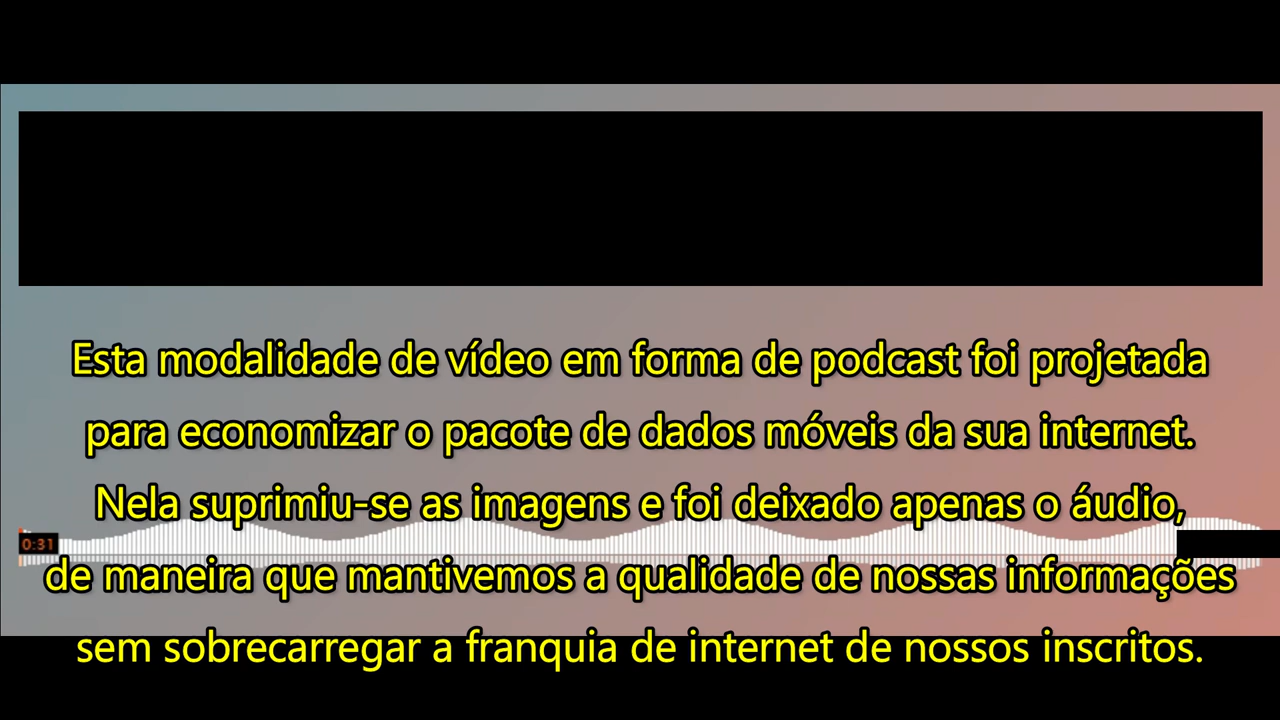 Esta modalidade de vídeo em forma de podcast foi projetada
para economizar o pacote de dados móveis da sua internet.
Nela suprimiu-se as imagens e foi deixado apenas o áudio,
0:31
de maneira que mantivemos a qualidade de nossas informações
sem sobrecarregar a franquia de internet de nossos inscritos.